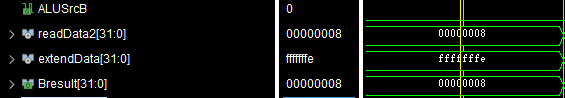 ALUSrcB 0
readData2[31:0] 00000008 00000008
extendData[31:0] fffffffe fffffffe
Bresult[31:0] 00000008 00000008